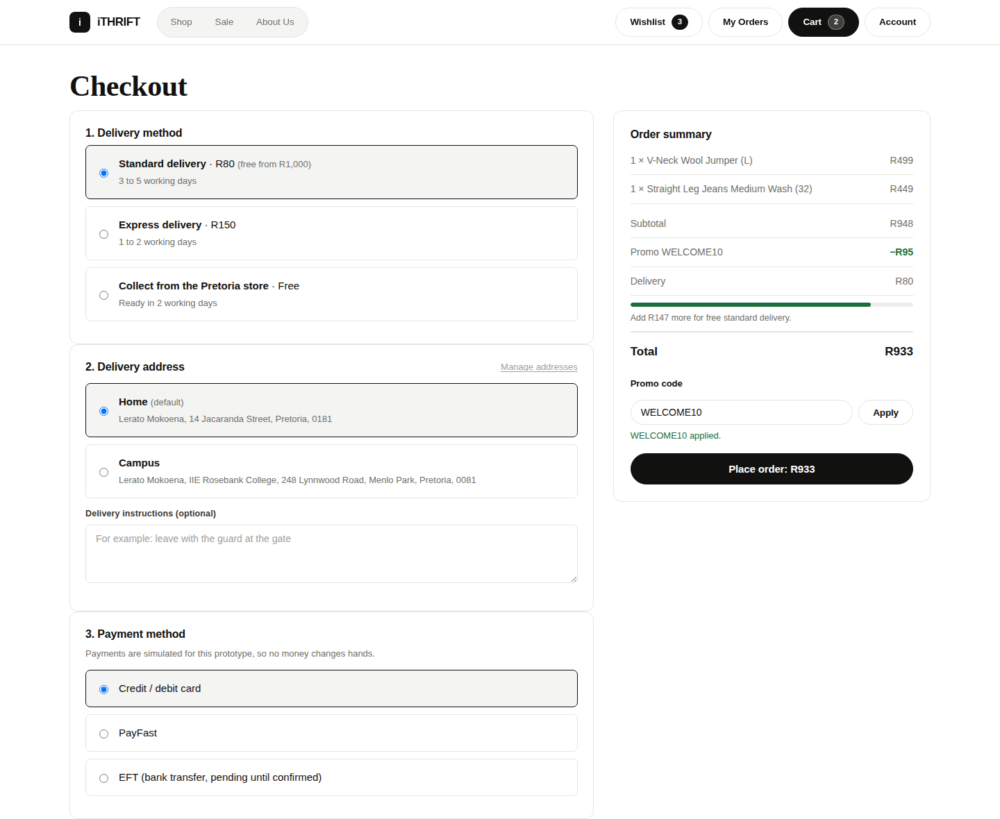 i iTHRIFT Shop Sale About Us Wishlist 3 My Orders Cart 2 Account
Checkout
1. Delivery method
Standard delivery · R80 (free from R1,000)
3 to 5 working days
Express delivery · R150
1 to 2 working days
Collect from the Pretoria store · Free
Ready in 2 working days
2. Delivery address Manage addresses
Home (default)
Lerato Mokoena, 14 Jacaranda Street, Pretoria, 0181
Campus
Lerato Mokoena, IIE Rosebank College, 248 Lynnwood Road, Menlo Park, Pretoria, 0081
Delivery instructions (optional)
For example: leave with the guard at the gate
3. Payment method
Payments are simulated for this prototype, so no money changes hands.
Credit / debit card
PayFast
EFT (bank transfer, pending until confirmed)
Order summary
1 × V-Neck Wool Jumper (L) R499
1 × Straight Leg Jeans Medium Wash (32) R449
Subtotal R948
Promo WELCOME10 −R95
Delivery R80
Add R147 more for free standard delivery.
Total R933
Promo code
WELCOME10 Apply
WELCOME10 applied.
Place order: R933